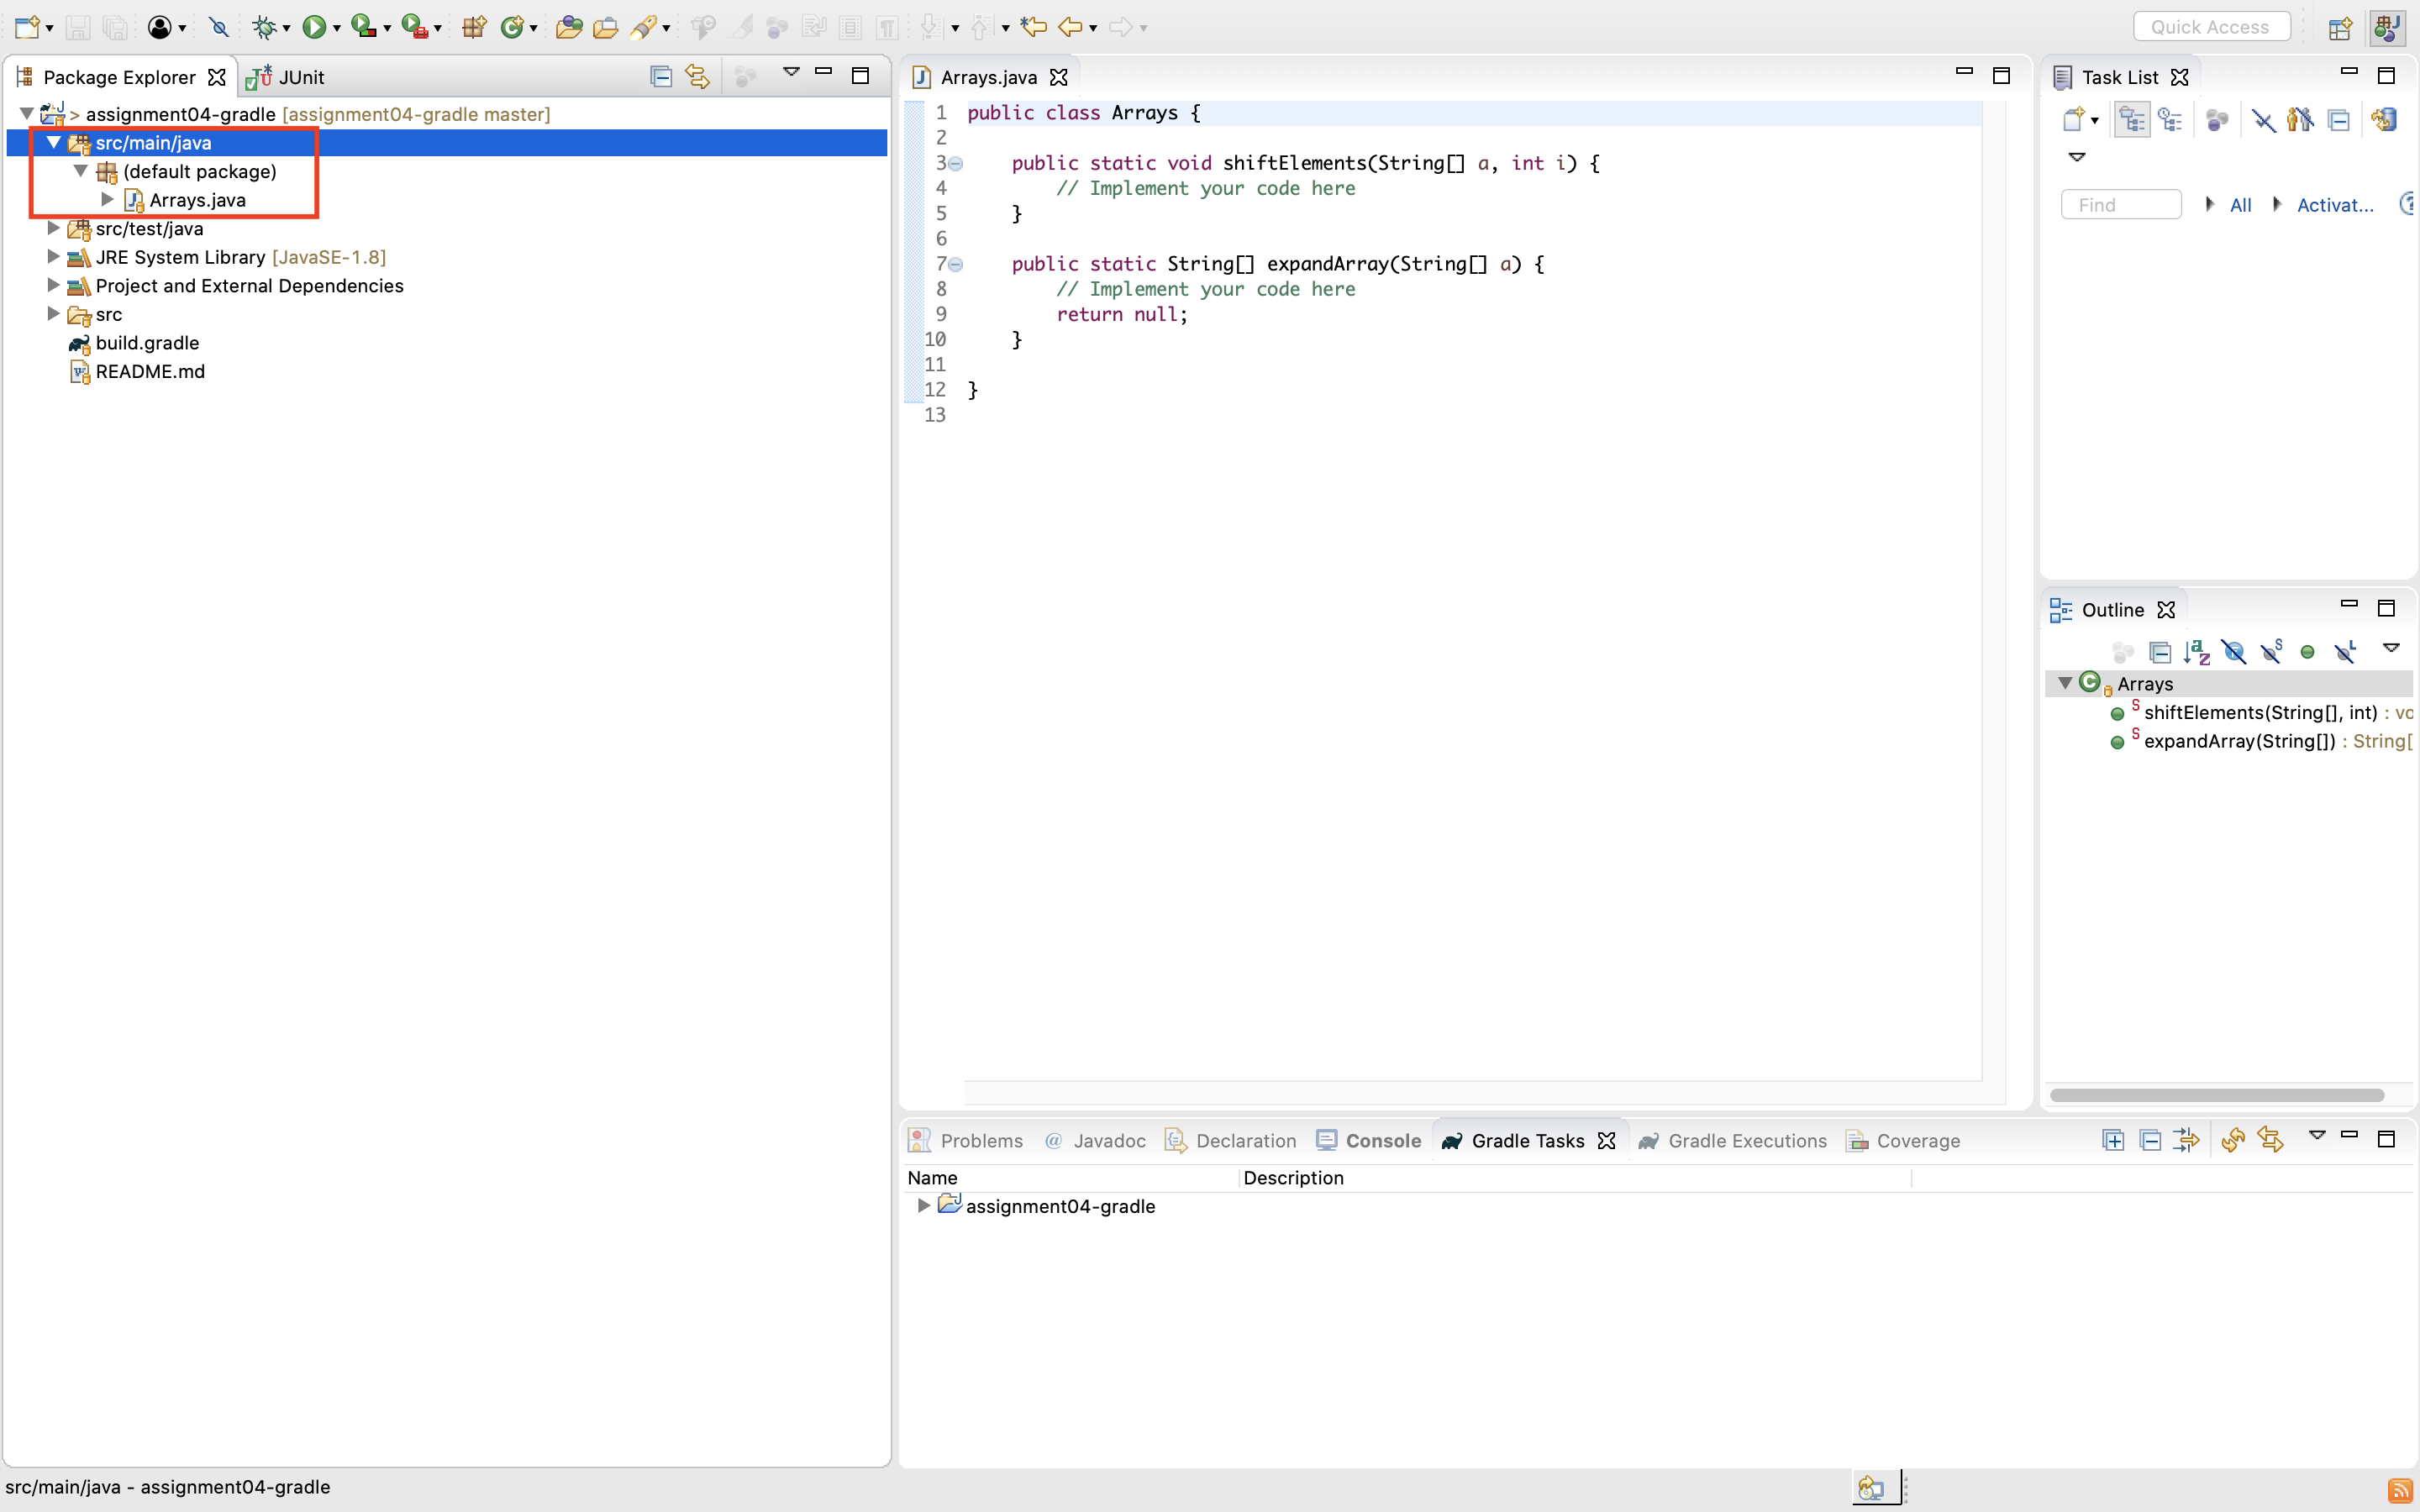 Quick Access
Package Explorer
JUnit
> assignment04-gradle [assignment04-gradle master]
src/main/java
(default package)
Arrays.java
src/test/java
JRE System Library [JavaSE-1.8]
Project and External Dependencies
src
build.gradle
README.md
Arrays.java
1 public class Arrays {
2
3 public static void shiftElements(String[] a, int i) {
4 // Implement your code here
5 }
6
7 public static String[] expandArray(String[] a) {
8 // Implement your code here
9 return null;
10 }
11
12 }
13
Task List
Find
All
Activat...
Outline
Arrays
shiftElements(String[], int) : vo
expandArray(String[]) : String[
Problems
@ Javadoc
Declaration
Console
Gradle Tasks
Gradle Executions
Coverage
Name
Description
assignment04-gradle
src/main/java - assignment04-gradle